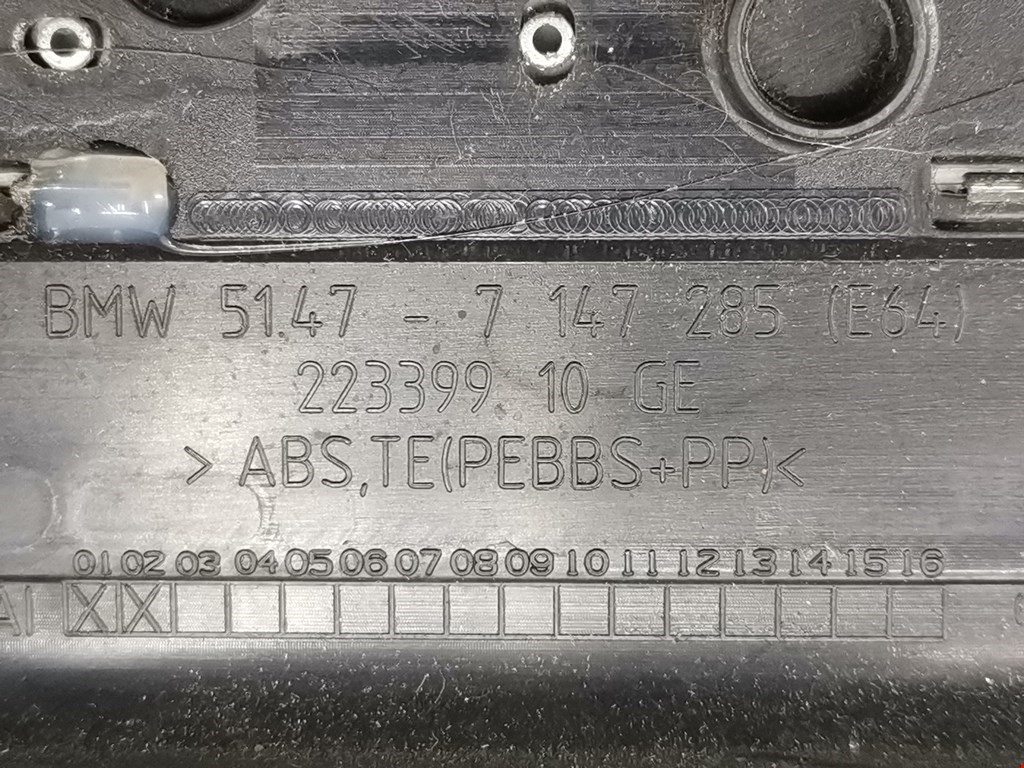 BMW 51.47 - 7 147 285 (E64)
223399 10 GE
> ABS,TE(PEBBS+PP)<
01 02 03 04 05 06 07 08 09 10 11 12 13 14 15 16
AI X X